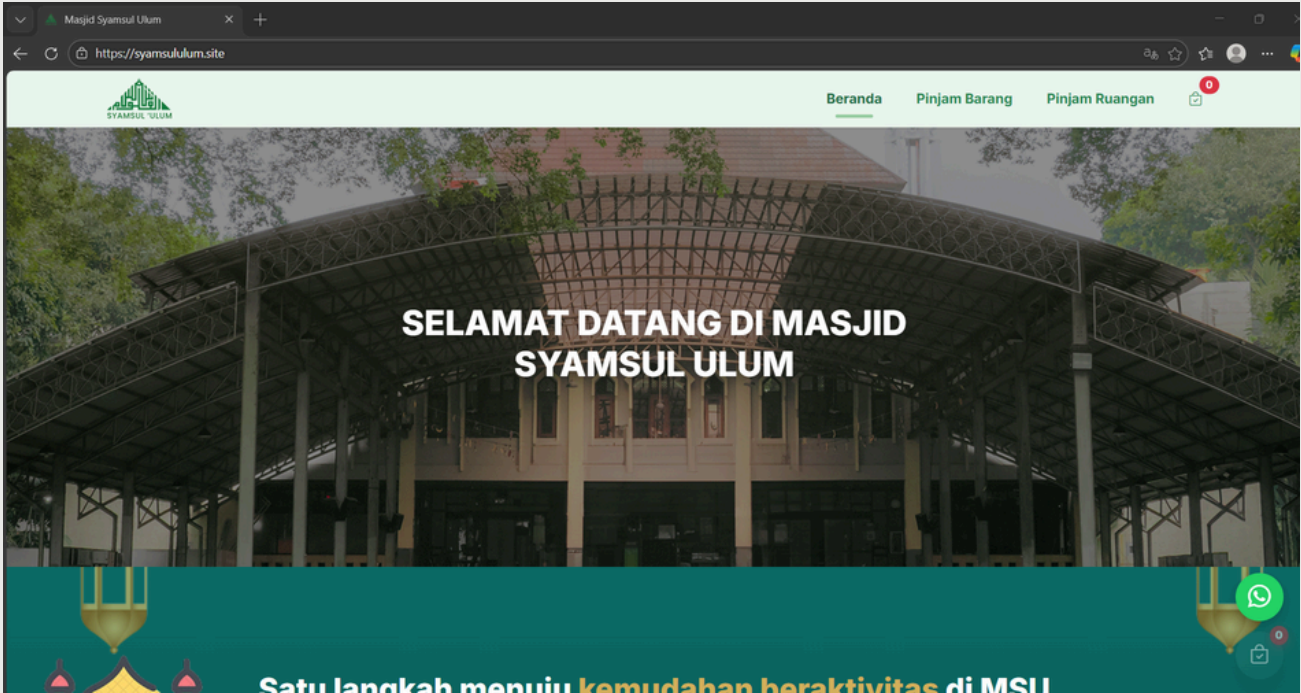 Masjid Syamsul Ulum
https://syamsululum.site
SYAMSUL 'ULUM
Beranda
Pinjam Barang
Pinjam Ruangan
0
SELAMAT DATANG DI MASJID
SYAMSUL ULUM
0
Satu langkah menuju kemudahan beraktivitas di MSU